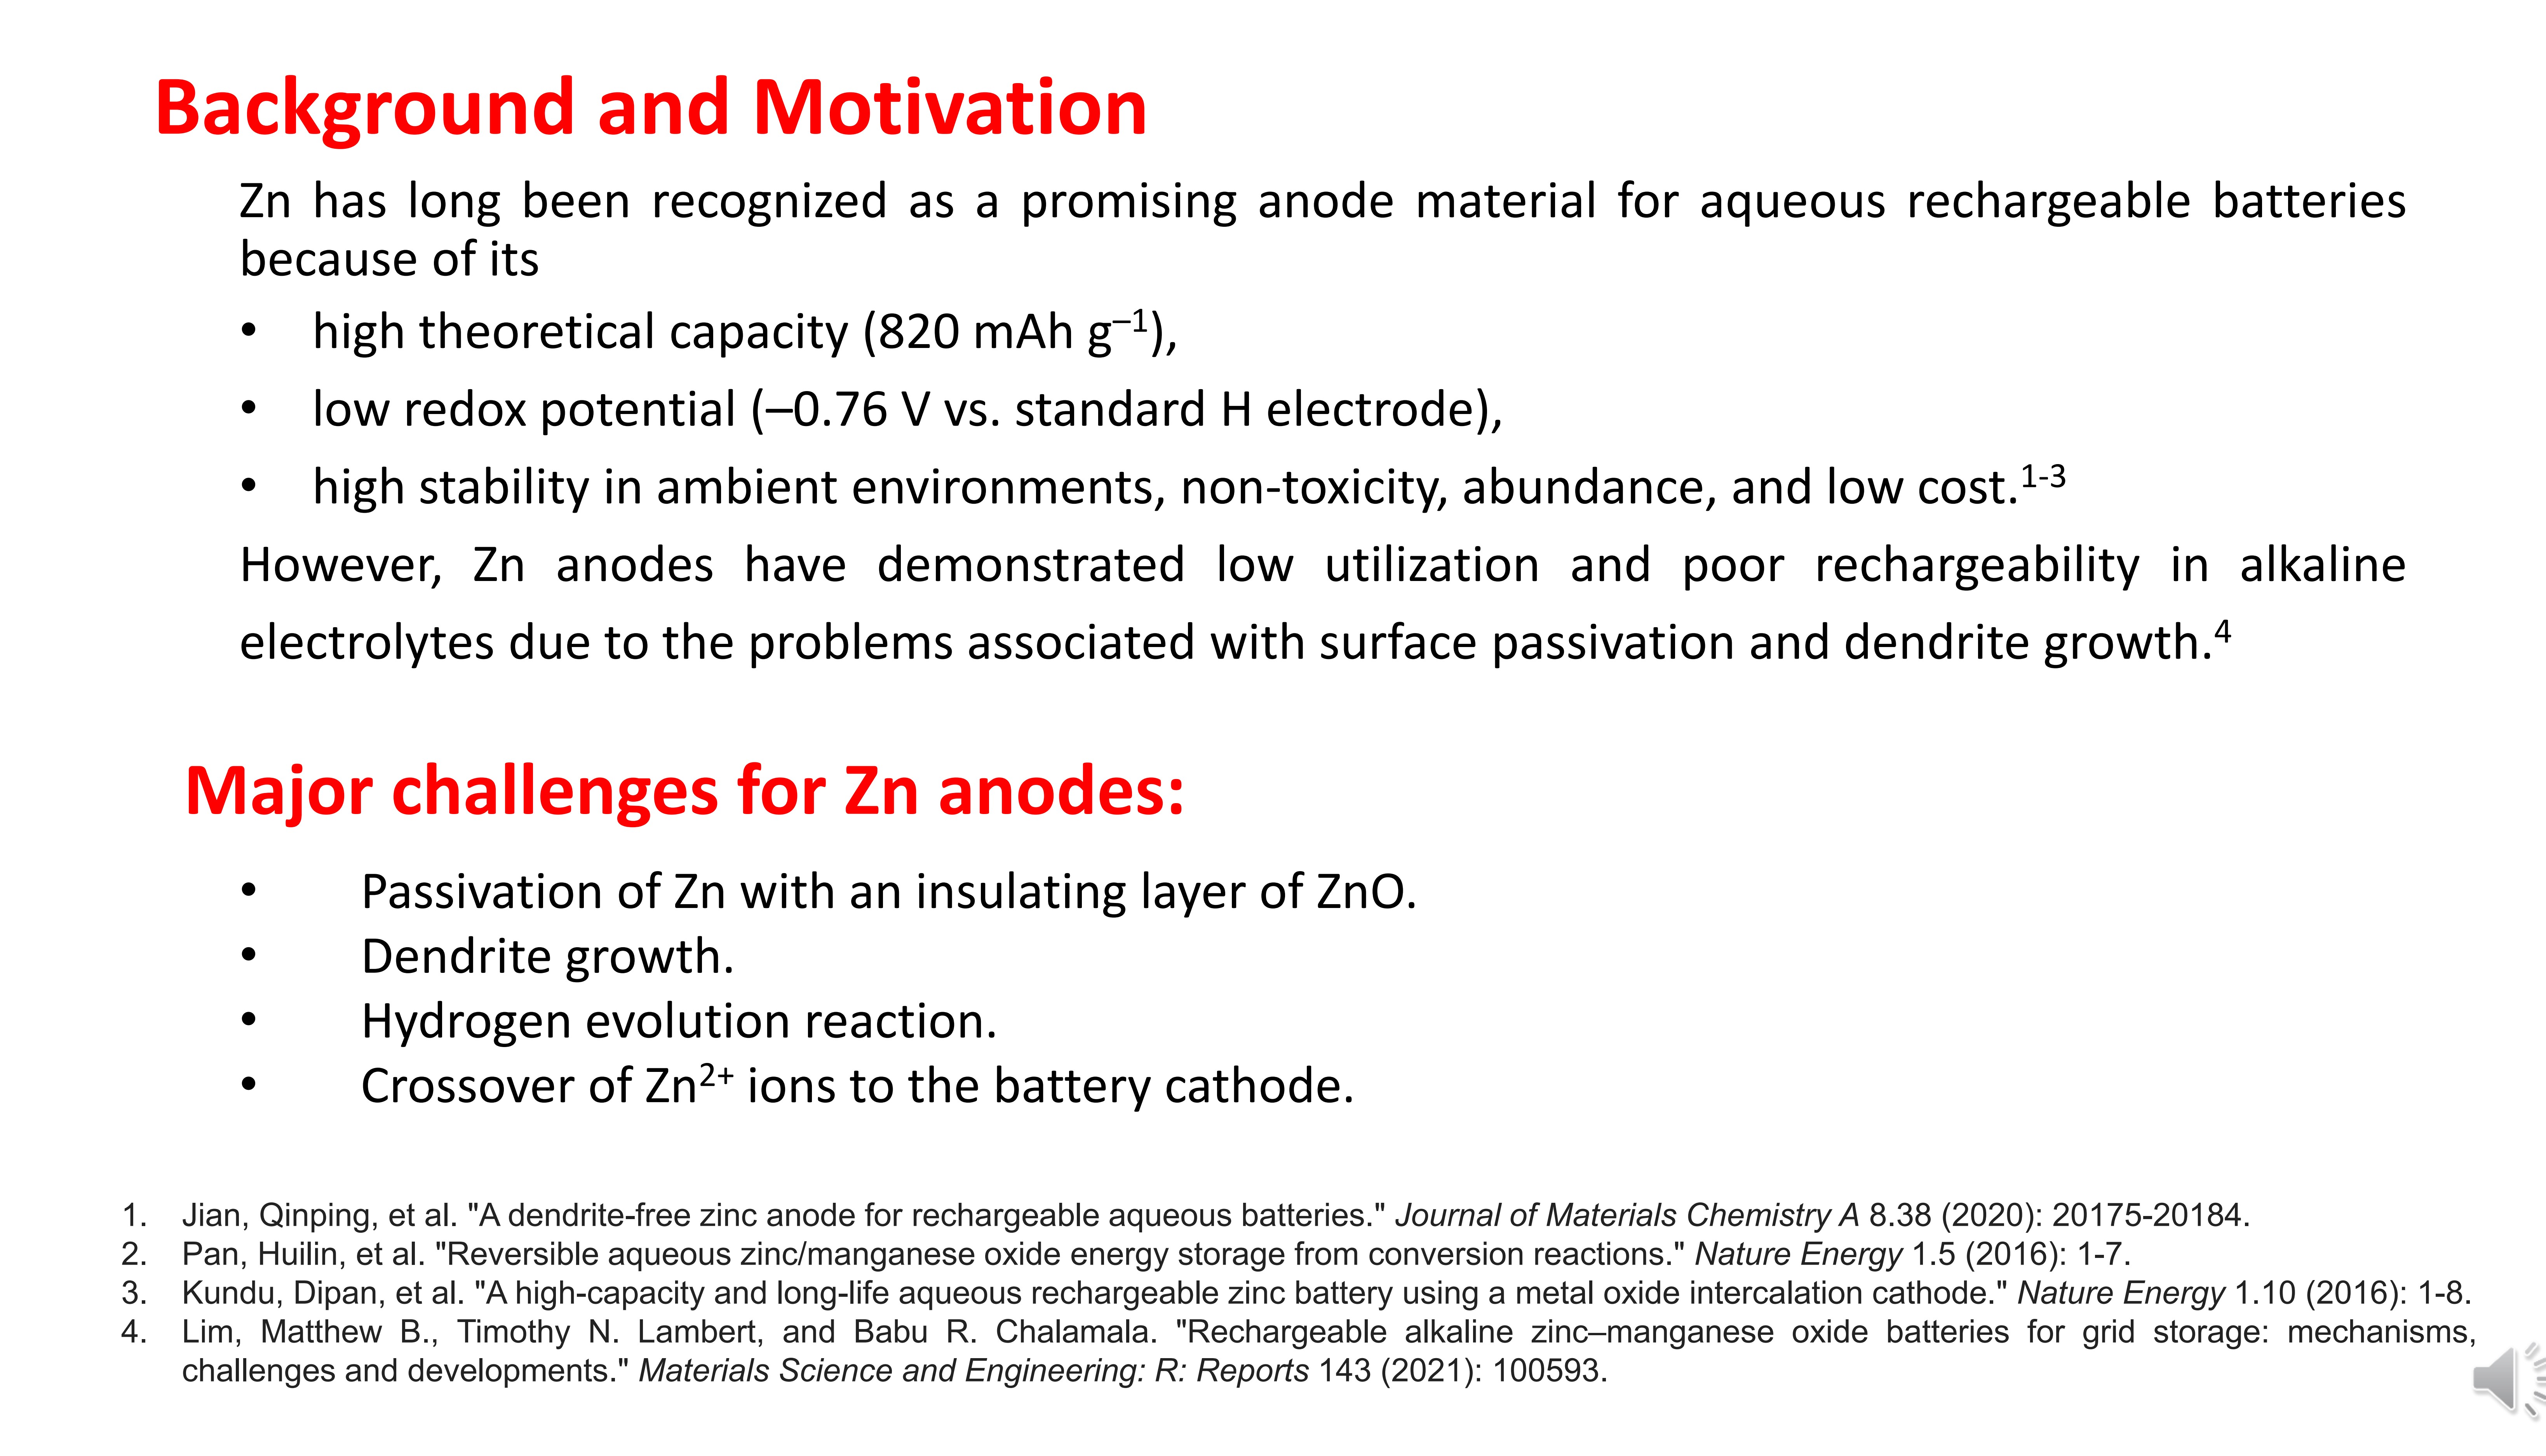 Background and Motivation
Zn has long been recognized as a promising anode material for aqueous rechargeable batteries
because of its
• high theoretical capacity (820 mAh g⁻¹),
• low redox potential (–0.76 V vs. standard H electrode),
• high stability in ambient environments, non-toxicity, abundance, and low cost.¹⁻³
However, Zn anodes have demonstrated low utilization and poor rechargeability in alkaline
electrolytes due to the problems associated with surface passivation and dendrite growth.⁴
Major challenges for Zn anodes:
• Passivation of Zn with an insulating layer of ZnO.
• Dendrite growth.
• Hydrogen evolution reaction.
• Crossover of Zn²⁺ ions to the battery cathode.
1. Jian, Qinping, et al. "A dendrite-free zinc anode for rechargeable aqueous batteries." Journal of Materials Chemistry A 8.38 (2020): 20175-20184.
2. Pan, Huilin, et al. "Reversible aqueous zinc/manganese oxide energy storage from conversion reactions." Nature Energy 1.5 (2016): 1-7.
3. Kundu, Dipan, et al. "A high-capacity and long-life aqueous rechargeable zinc battery using a metal oxide intercalation cathode." Nature Energy 1.10 (2016): 1-8.
4. Lim, Matthew B., Timothy N. Lambert, and Babu R. Chalamala. "Rechargeable alkaline zinc–manganese oxide batteries for grid storage: mechanisms,
challenges and developments." Materials Science and Engineering: R: Reports 143 (2021): 100593.